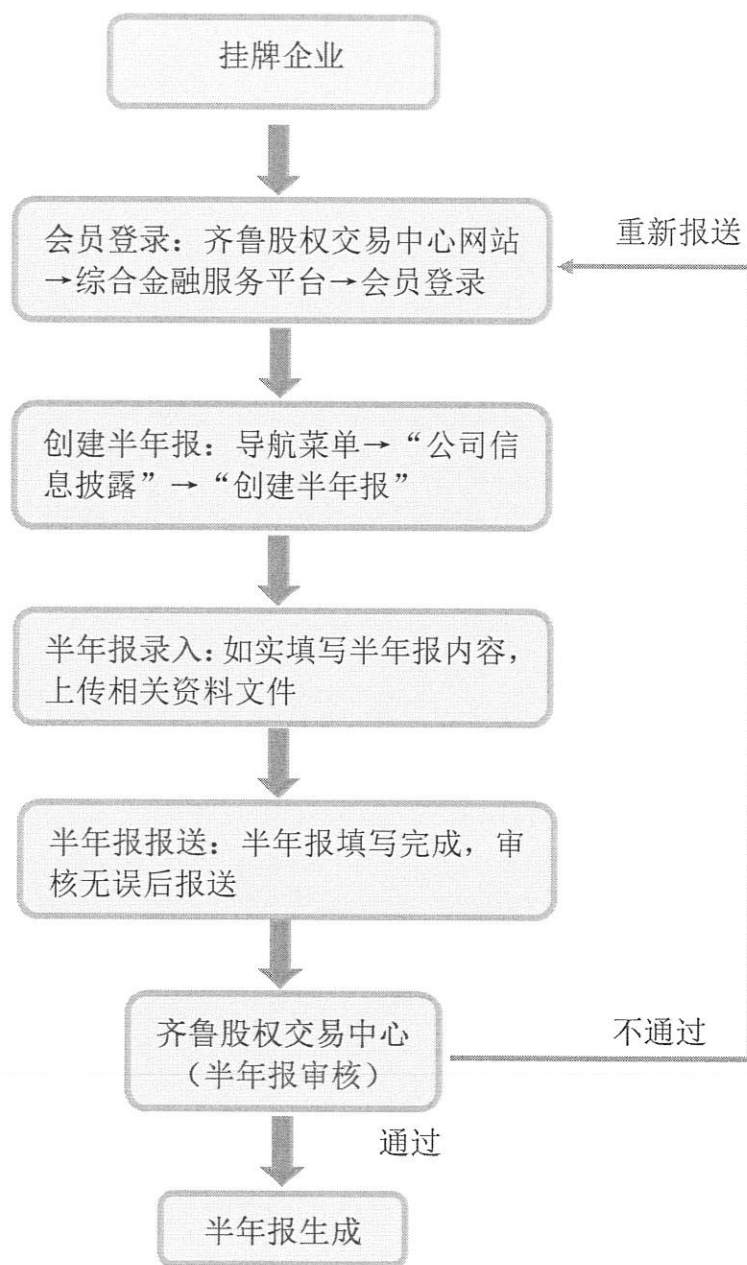 挂牌企业
会员登录：齐鲁股权交易中心网站
→综合金融服务平台→会员登录
重新报送
创建半年报：导航菜单→“公司信
息披露”→“创建半年报”
半年报录入：如实填写半年报内容，
上传相关资料文件
半年报报送：半年报填写完成，审
核无误后报送
齐鲁股权交易中心
（半年报审核）
不通过
通过
半年报生成